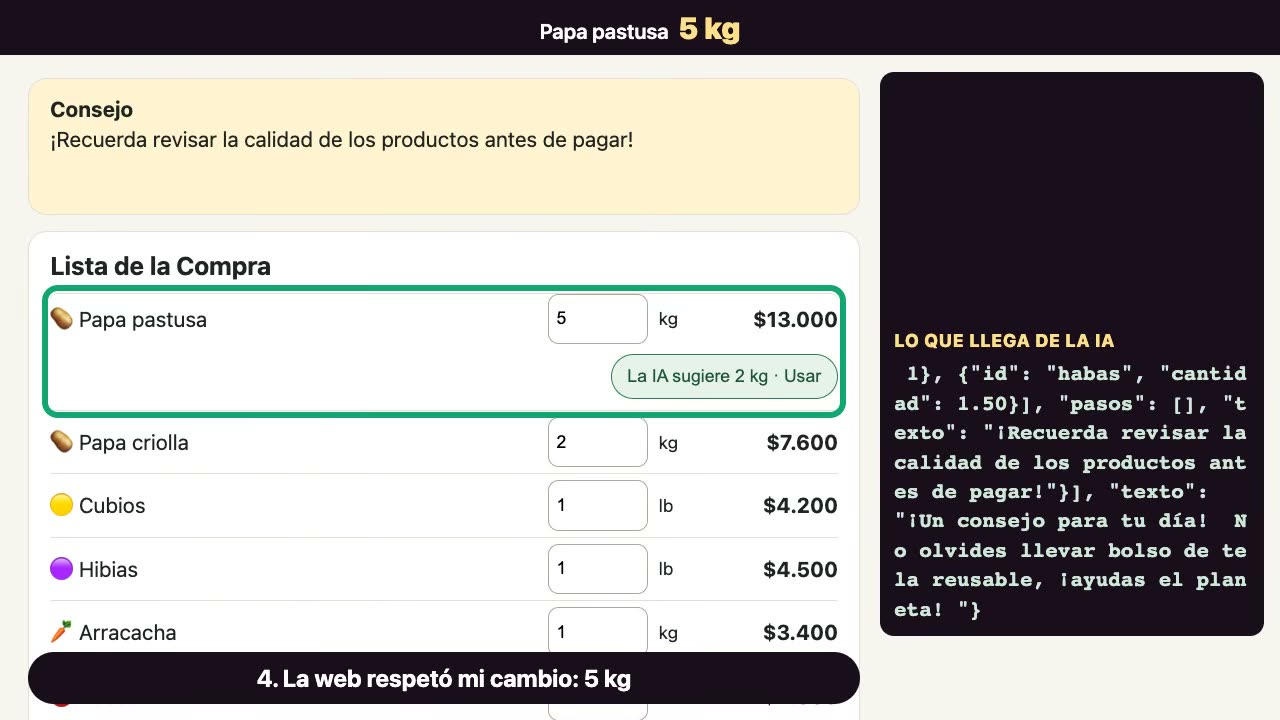 Papa pastusa 5 kg
Consejo
¡Recuerda revisar la calidad de los productos antes de pagar!
Lista de la Compra
Papa pastusa 5 kg $13.000
La IA sugiere 2 kg · Usar
Papa criolla 2 kg $7.600
Cubios 1 lb $4.200
Hibias 1 lb $4.500
Arracacha 1 kg $3.400
4. La web respetó mi cambio: 5 kg
LO QUE LLEGA DE LA IA
1}, {"id": "habas", "cantid
ad": 1.50}], "pasos": [], "t
exto": "¡Recuerda revisar la
calidad de los productos ant
es de pagar!"}], "texto":
"¡Un consejo para tu día!  N
o olvides llevar bolso de te
la reusable, ¡ayudas el plan
eta! "}